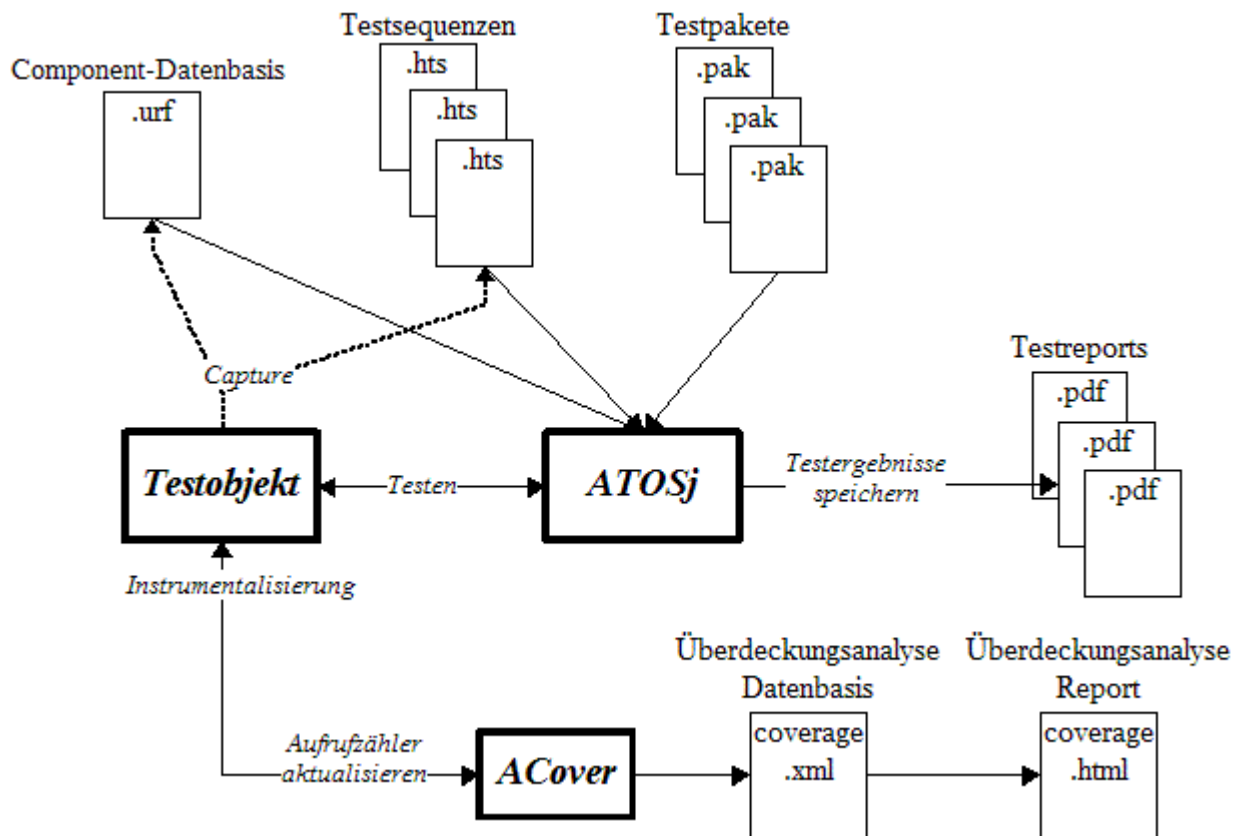 Testsequenzen
Testpakete
Component-Datenbasis
.hts
.pak
.urf
.hts
.pak
.hts
.pak
Testreports
Capture
.pdf
.pdf
Testobjekt
Testen
ATOSj
Testergebnisse
speichern
.pdf
Instrumentalisierung
Überdeckungsanalyse
Datenbasis
Überdeckungsanalyse
Report
Aufrufzähler
aktualisieren
ACover
coverage
.xml
coverage
.html